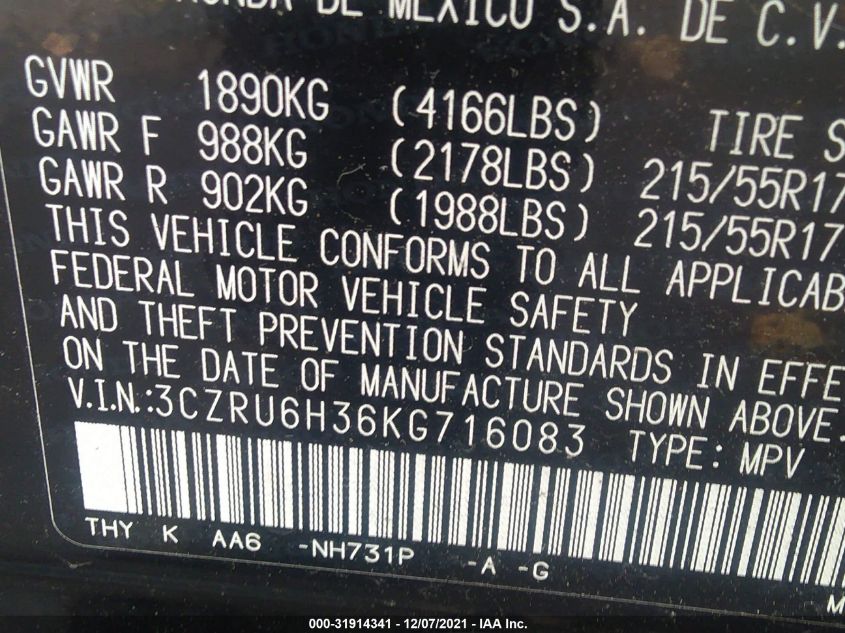 HONDA DE MEXICO S.A. DE C.V.
GVWR 1890KG (4166LBS) TIRE S
GAWR F 988KG (2178LBS) 215/55R17
GAWR R 902KG (1988LBS) 215/55R17
THIS VEHICLE CONFORMS TO ALL APPLICAB
FEDERAL MOTOR VEHICLE SAFETY
AND THEFT PREVENTION STANDARDS IN EFFE
ON THE DATE OF MANUFACTURE SHOWN ABOVE.
V.I.N.:3CZRU6H36KG716083 TYPE: MPV
THY K AA6 -NH731P -A -G
M
000-31914341 - 12/07/2021 - IAA Inc.